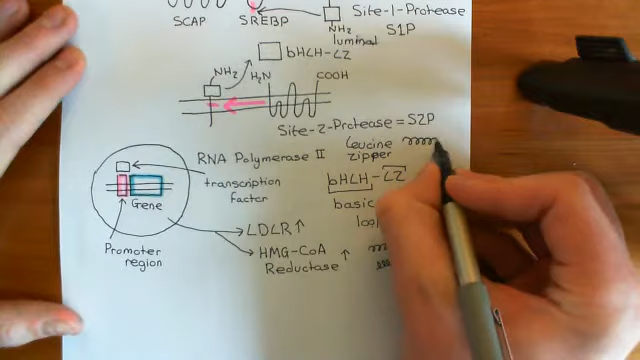 SCAP
SREBP
Site-1-Protease
S1P
NH2
luminal
bHLH-LZ
NH2
H2N
COOH
Site-2-Protease = S2P
leucine
zipper
RNA Polymerase II
transcription
factor
bHLH-LZ
Gene
basic
loo
LDLR ↑
Promoter
region
HMG-CoA ↑
Reductase